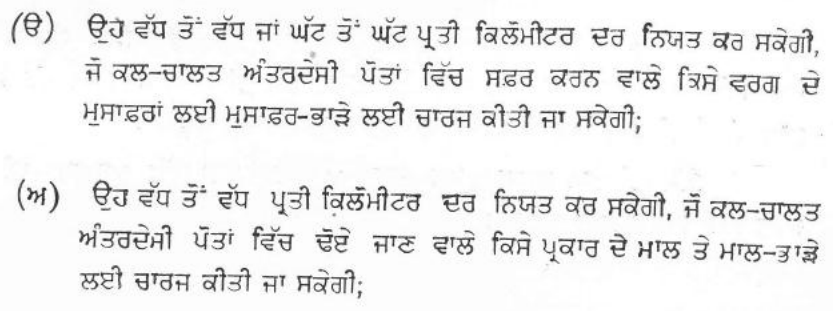 (ੳ) ਉਹ ਵੱਧ ਤੋਂ ਵੱਧ ਜਾਂ ਘੱਟ ਤੋਂ ਘੱਟ ਪ੍ਰਤੀ ਕਿਲੋਮੀਟਰ ਦਰ ਨਿਯਤ ਕਰ ਸਕੇਗੀ,
ਜੋ ਕਲ-ਚਾਲਤ ਅੰਤਰਦੇਸੀ ਪੋਤਾਂ ਵਿੱਚ ਸਫ਼ਰ ਕਰਨ ਵਾਲੇ ਕਿਸੇ ਵਰਗ ਦੇ
ਮੁਸਾਫ਼ਰਾਂ ਲਈ ਮੁਸਾਫ਼ਰ-ਭਾੜੇ ਲਈ ਚਾਰਜ ਕੀਤੀ ਜਾ ਸਕੇਗੀ;
(ਅ) ਉਹ ਵੱਧ ਤੋਂ ਵੱਧ ਪ੍ਰਤੀ ਕਿਲੋਮੀਟਰ ਦਰ ਨਿਯਤ ਕਰ ਸਕੇਗੀ, ਜੋ ਕਲ-ਚਾਲਤ
ਅੰਤਰਦੇਸੀ ਪੋਤਾਂ ਵਿੱਚ ਢੋਏ ਜਾਣ ਵਾਲੇ ਕਿਸੇ ਪ੍ਰਕਾਰ ਦੇ ਮਾਲ ਤੇ ਮਾਲ-ਭਾੜੇ
ਲਈ ਚਾਰਜ ਕੀਤੀ ਜਾ ਸਕੇਗੀ;